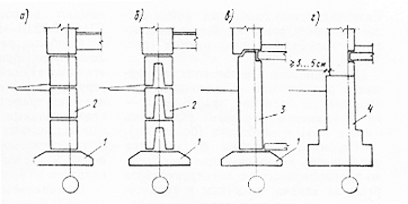 а) б) в) г)
≥3...5 см
2 2 3 4
1 1 1